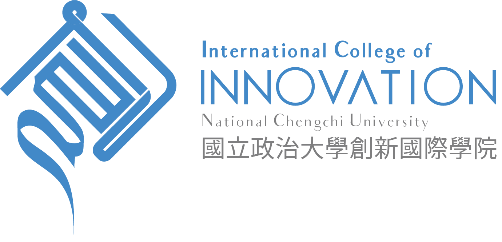 International College of
INNOVATION
National Chengchi University
國立政治大學創新國際學院